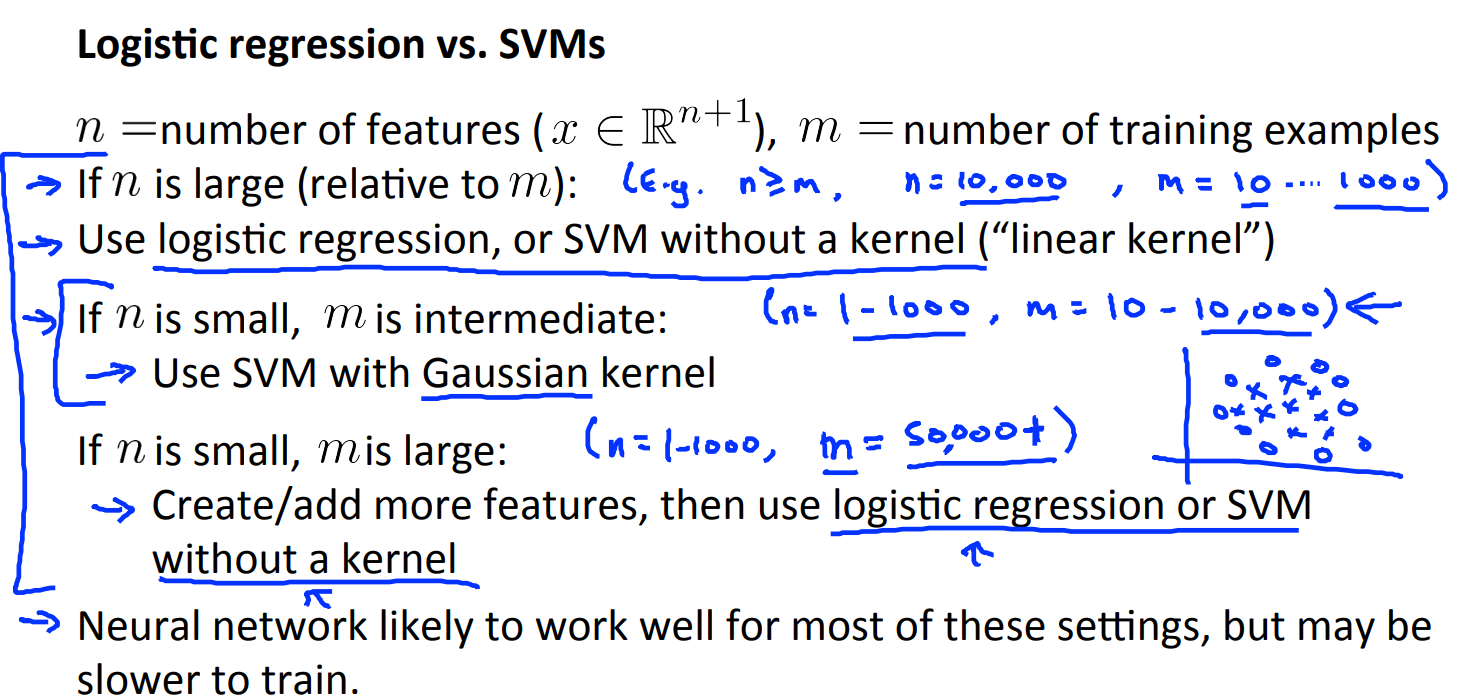 Logistic regression vs. SVMs
n =number of features ( x ∈ ℝⁿ⁺¹), m = number of training examples
If n is large (relative to m): (E.g. n≥m, n = 10,000 , m = 10 .... 1000)
Use logistic regression, or SVM without a kernel (“linear kernel”)
If n is small, m is intermediate: (n= 1-1000 , m = 10 - 10,000)
Use SVM with Gaussian kernel
If n is small, m is large: (n=1-1000, m = 50,000+)
Create/add more features, then use logistic regression or SVM
without a kernel
Neural network likely to work well for most of these settings, but may be
slower to train.